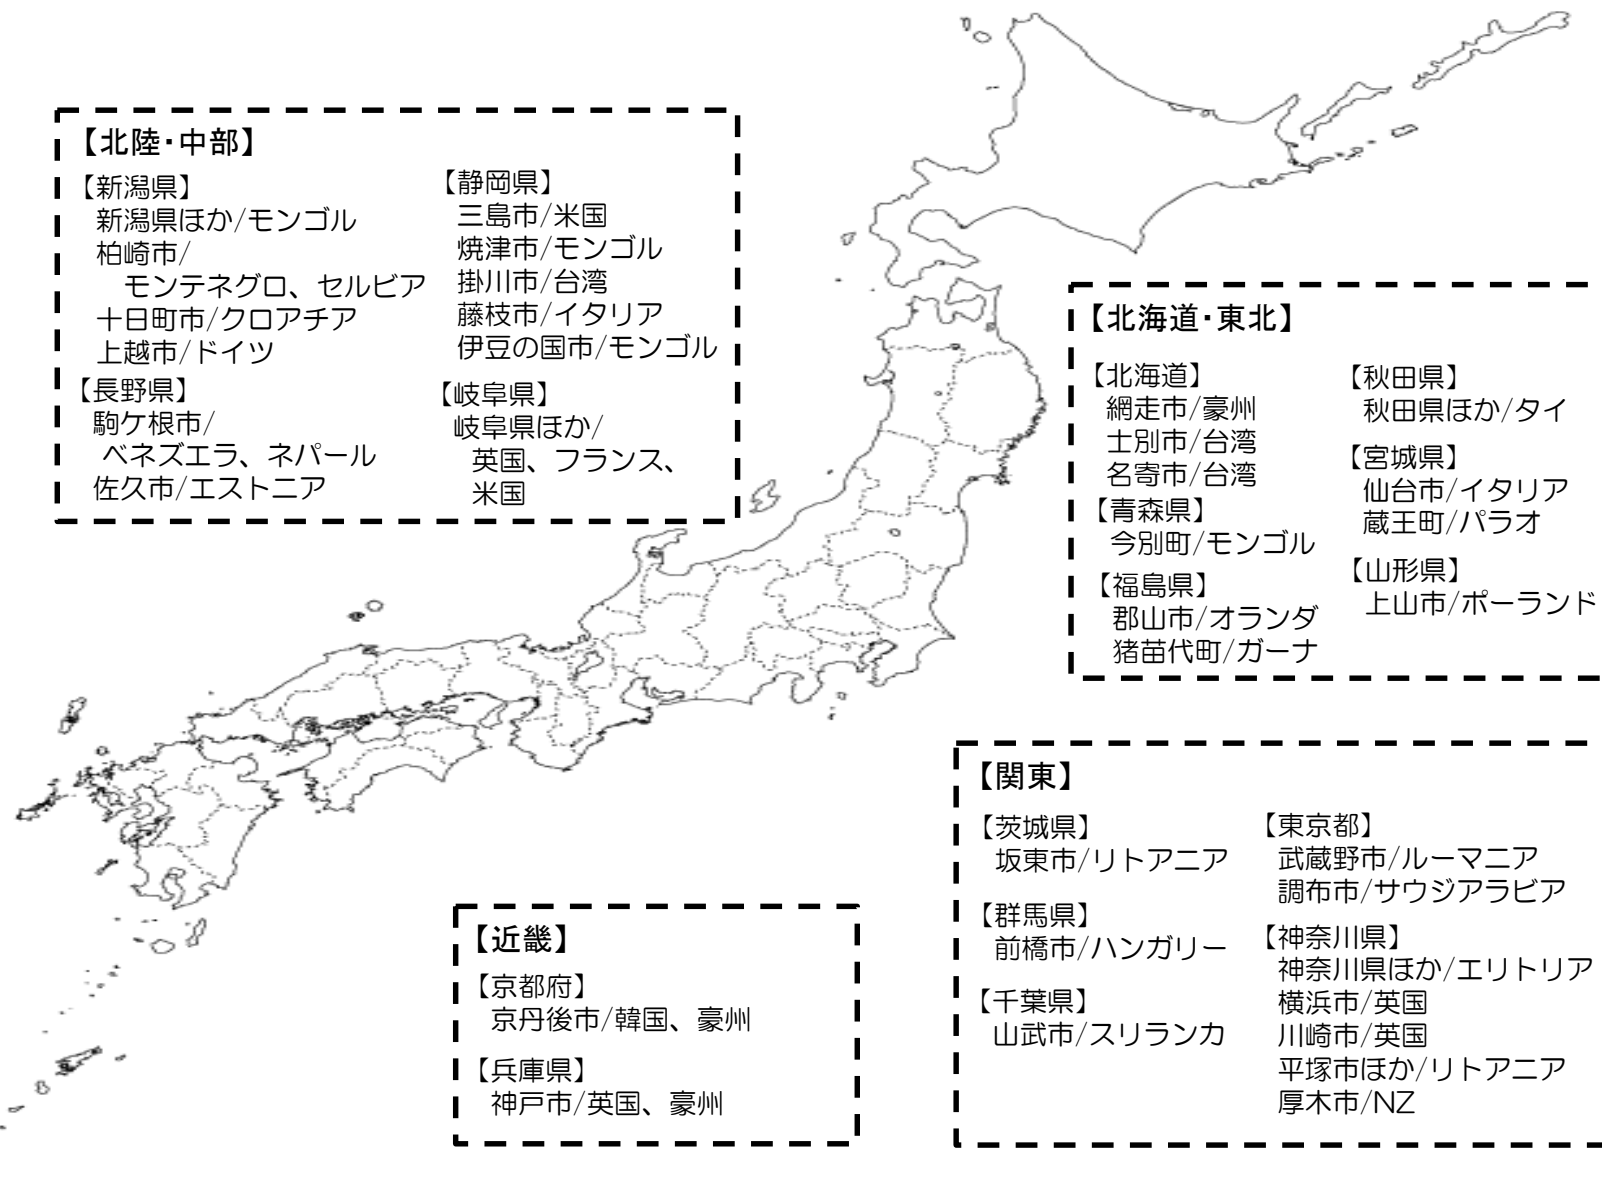 【北陸・中部】
【新潟県】
新潟県ほか/モンゴル
柏崎市/
モンテネグロ、セルビア
十日町市/クロアチア
上越市/ドイツ
【長野県】
駒ケ根市/
ベネズエラ、ネパール
佐久市/エストニア
【静岡県】
三島市/米国
焼津市/モンゴル
掛川市/台湾
藤枝市/イタリア
伊豆の国市/モンゴル
【岐阜県】
岐阜県ほか/
英国、フランス、
米国
【北海道・東北】
【北海道】
網走市/豪州
士別市/台湾
名寄市/台湾
【青森県】
今別町/モンゴル
【福島県】
郡山市/オランダ
猪苗代町/ガーナ
【秋田県】
秋田県ほか/タイ
【宮城県】
仙台市/イタリア
蔵王町/パラオ
【山形県】
上山市/ポーランド
【関東】
【茨城県】
坂東市/リトアニア
【群馬県】
前橋市/ハンガリー
【千葉県】
山武市/スリランカ
【東京都】
武蔵野市/ルーマニア
調布市/サウジアラビア
【神奈川県】
神奈川県ほか/エリトリア
横浜市/英国
川崎市/英国
平塚市ほか/リトアニア
厚木市/NZ
【近畿】
【京都府】
京丹後市/韓国、豪州
【兵庫県】
神戸市/英国、豪州